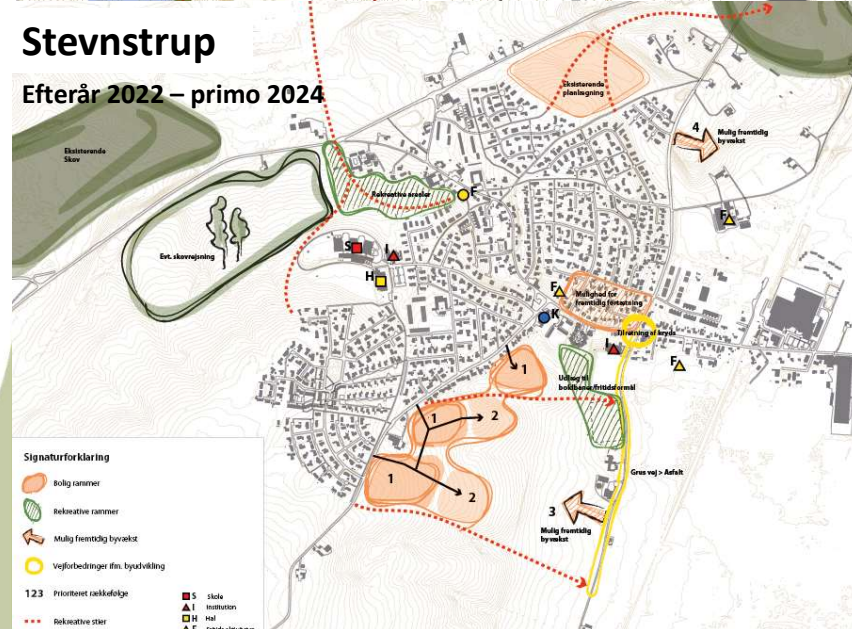 Stevnstrup
Efterår 2022 – primo 2024
Eksisterende
planlægning
4
Mulig fremtidig
byvækst
Eksisterende
Skov
Rekreative arealer
F
F
S
I
Evt. skovrejsning
H
F
Mulighed for
fremtidig fortætning
K
Tilretning af kryds
I
F
1
Udlæg til
boldbaner/fritidsformål
1
2
1
2
Grus vej > Asfalt
3
Mulig fremtidig
byvækst
Signaturforklaring
Bolig rammer
Rekreative rammer
Mulig fremtidig byvækst
Vejforbedringer ifm. byudvikling
123 Prioriteret rækkefølge
Rekreative stier
S Skole
I Institution
H Hal
F